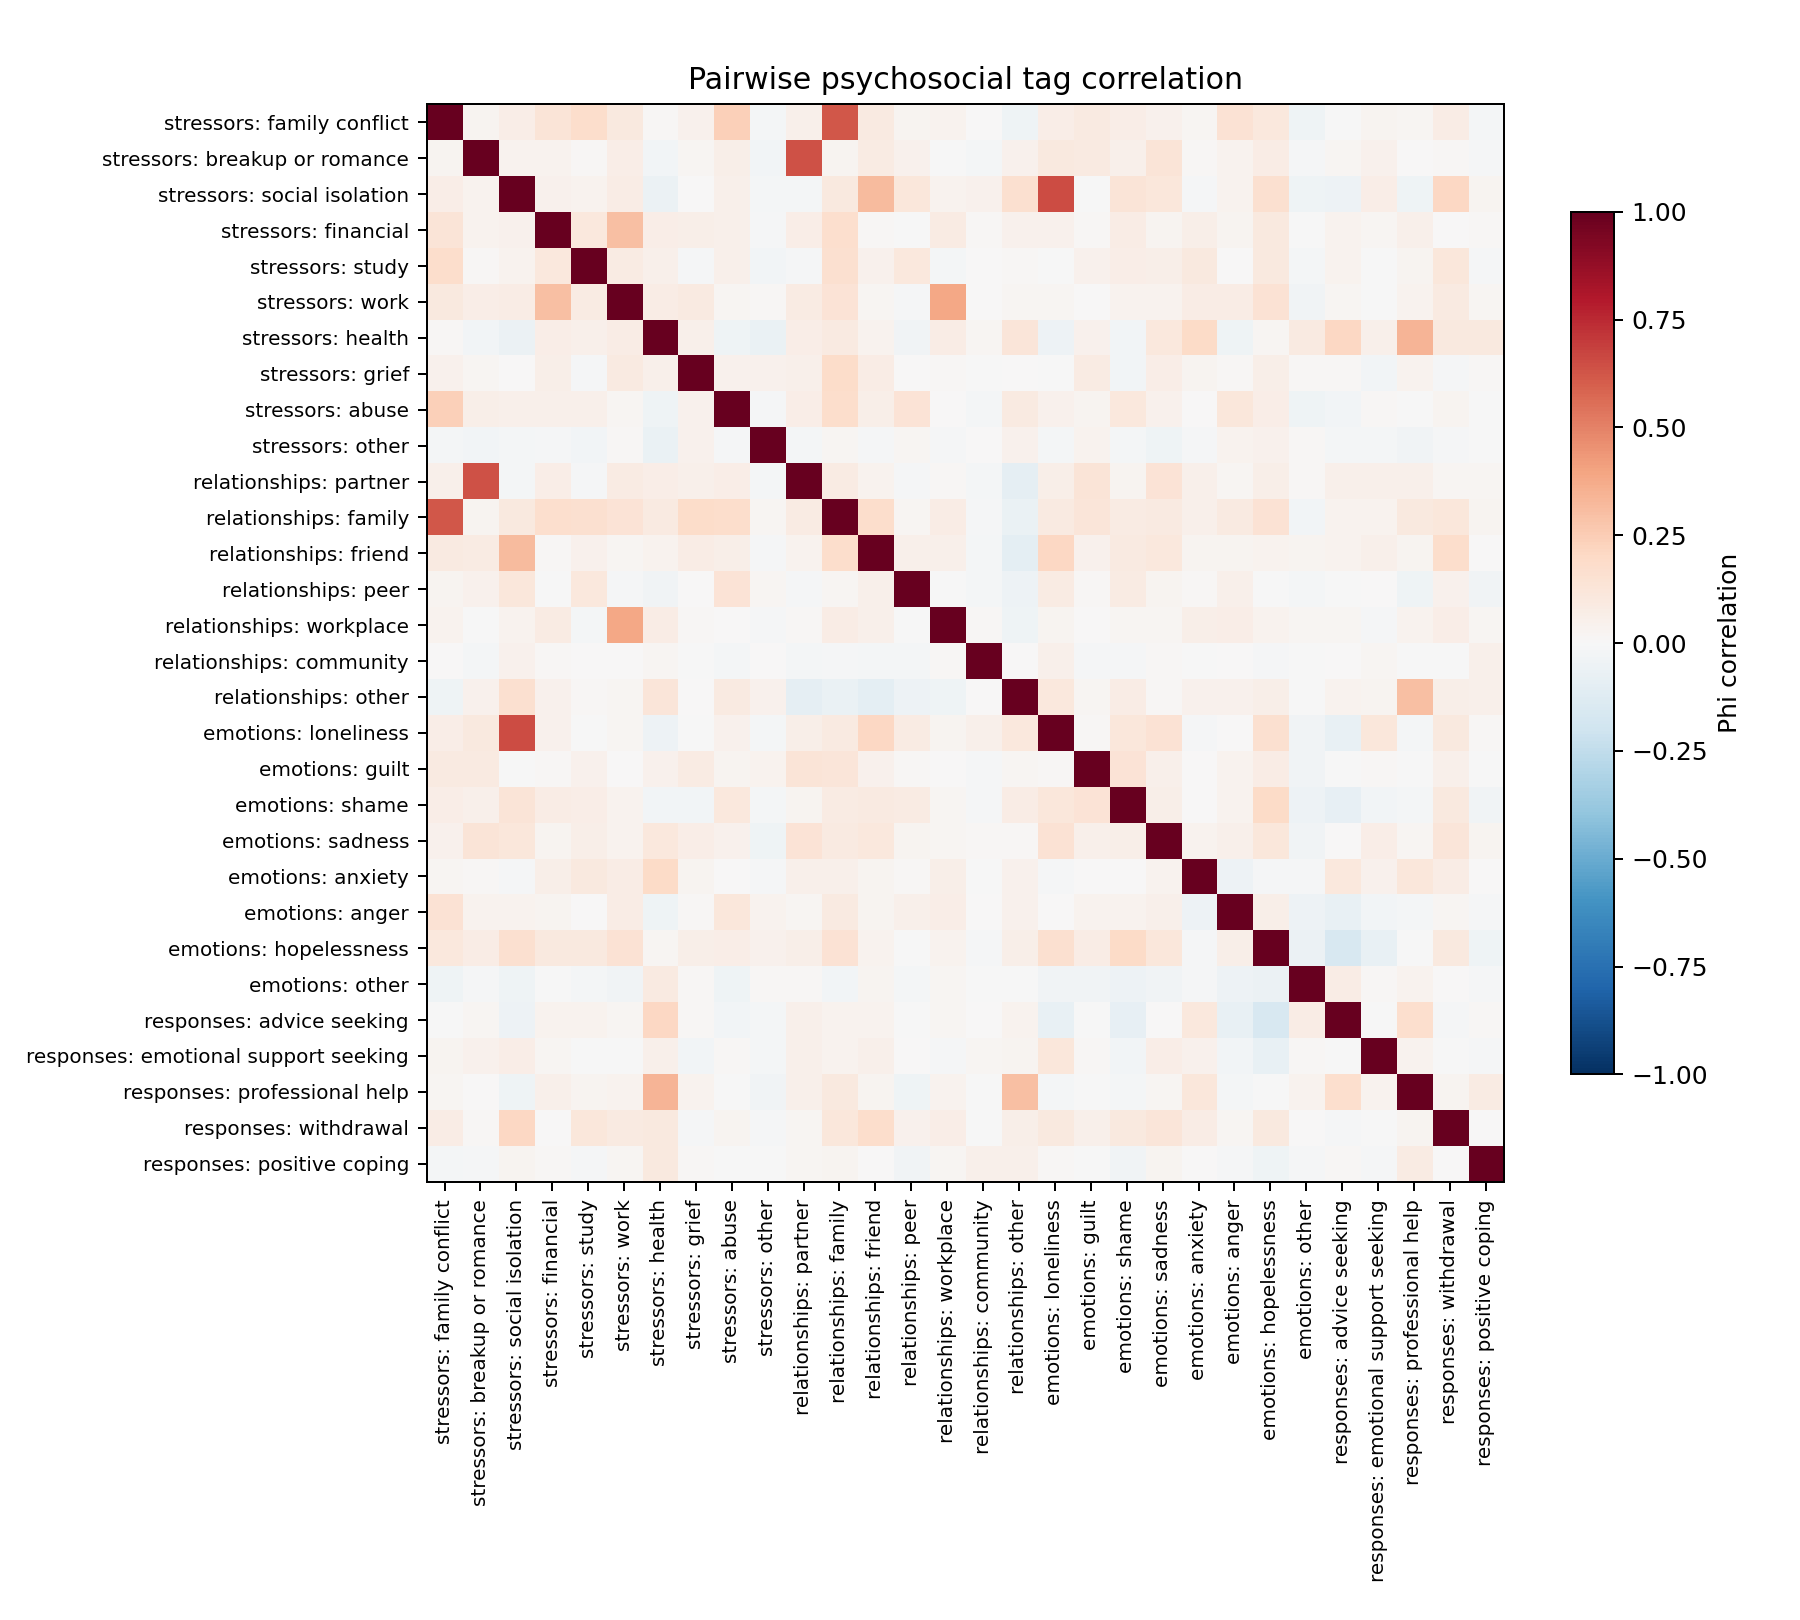 Pairwise psychosocial tag correlation
stressors: family conflict
stressors: breakup or romance
stressors: social isolation
stressors: financial
stressors: study
stressors: work
stressors: health
stressors: grief
stressors: abuse
stressors: other
relationships: partner
relationships: family
relationships: friend
relationships: peer
relationships: workplace
relationships: community
relationships: other
emotions: loneliness
emotions: guilt
emotions: shame
emotions: sadness
emotions: anxiety
emotions: anger
emotions: hopelessness
emotions: other
responses: advice seeking
responses: emotional support seeking
responses: professional help
responses: withdrawal
responses: positive coping
stressors: family conflict
stressors: breakup or romance
stressors: social isolation
stressors: financial
stressors: study
stressors: work
stressors: health
stressors: grief
stressors: abuse
stressors: other
relationships: partner
relationships: family
relationships: friend
relationships: peer
relationships: workplace
relationships: community
relationships: other
emotions: loneliness
emotions: guilt
emotions: shame
emotions: sadness
emotions: anxiety
emotions: anger
emotions: hopelessness
emotions: other
responses: advice seeking
responses: emotional support seeking
responses: professional help
responses: withdrawal
responses: positive coping
1.00
0.75
0.50
0.25
0.00
−0.25
−0.50
−0.75
−1.00
Phi correlation